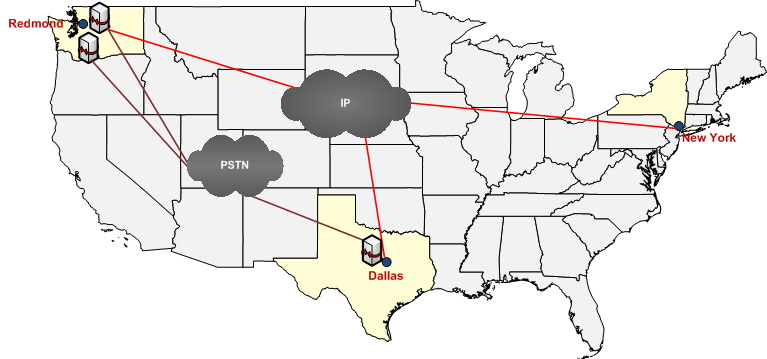 Redmond
IP
New York
PSTN
Dallas